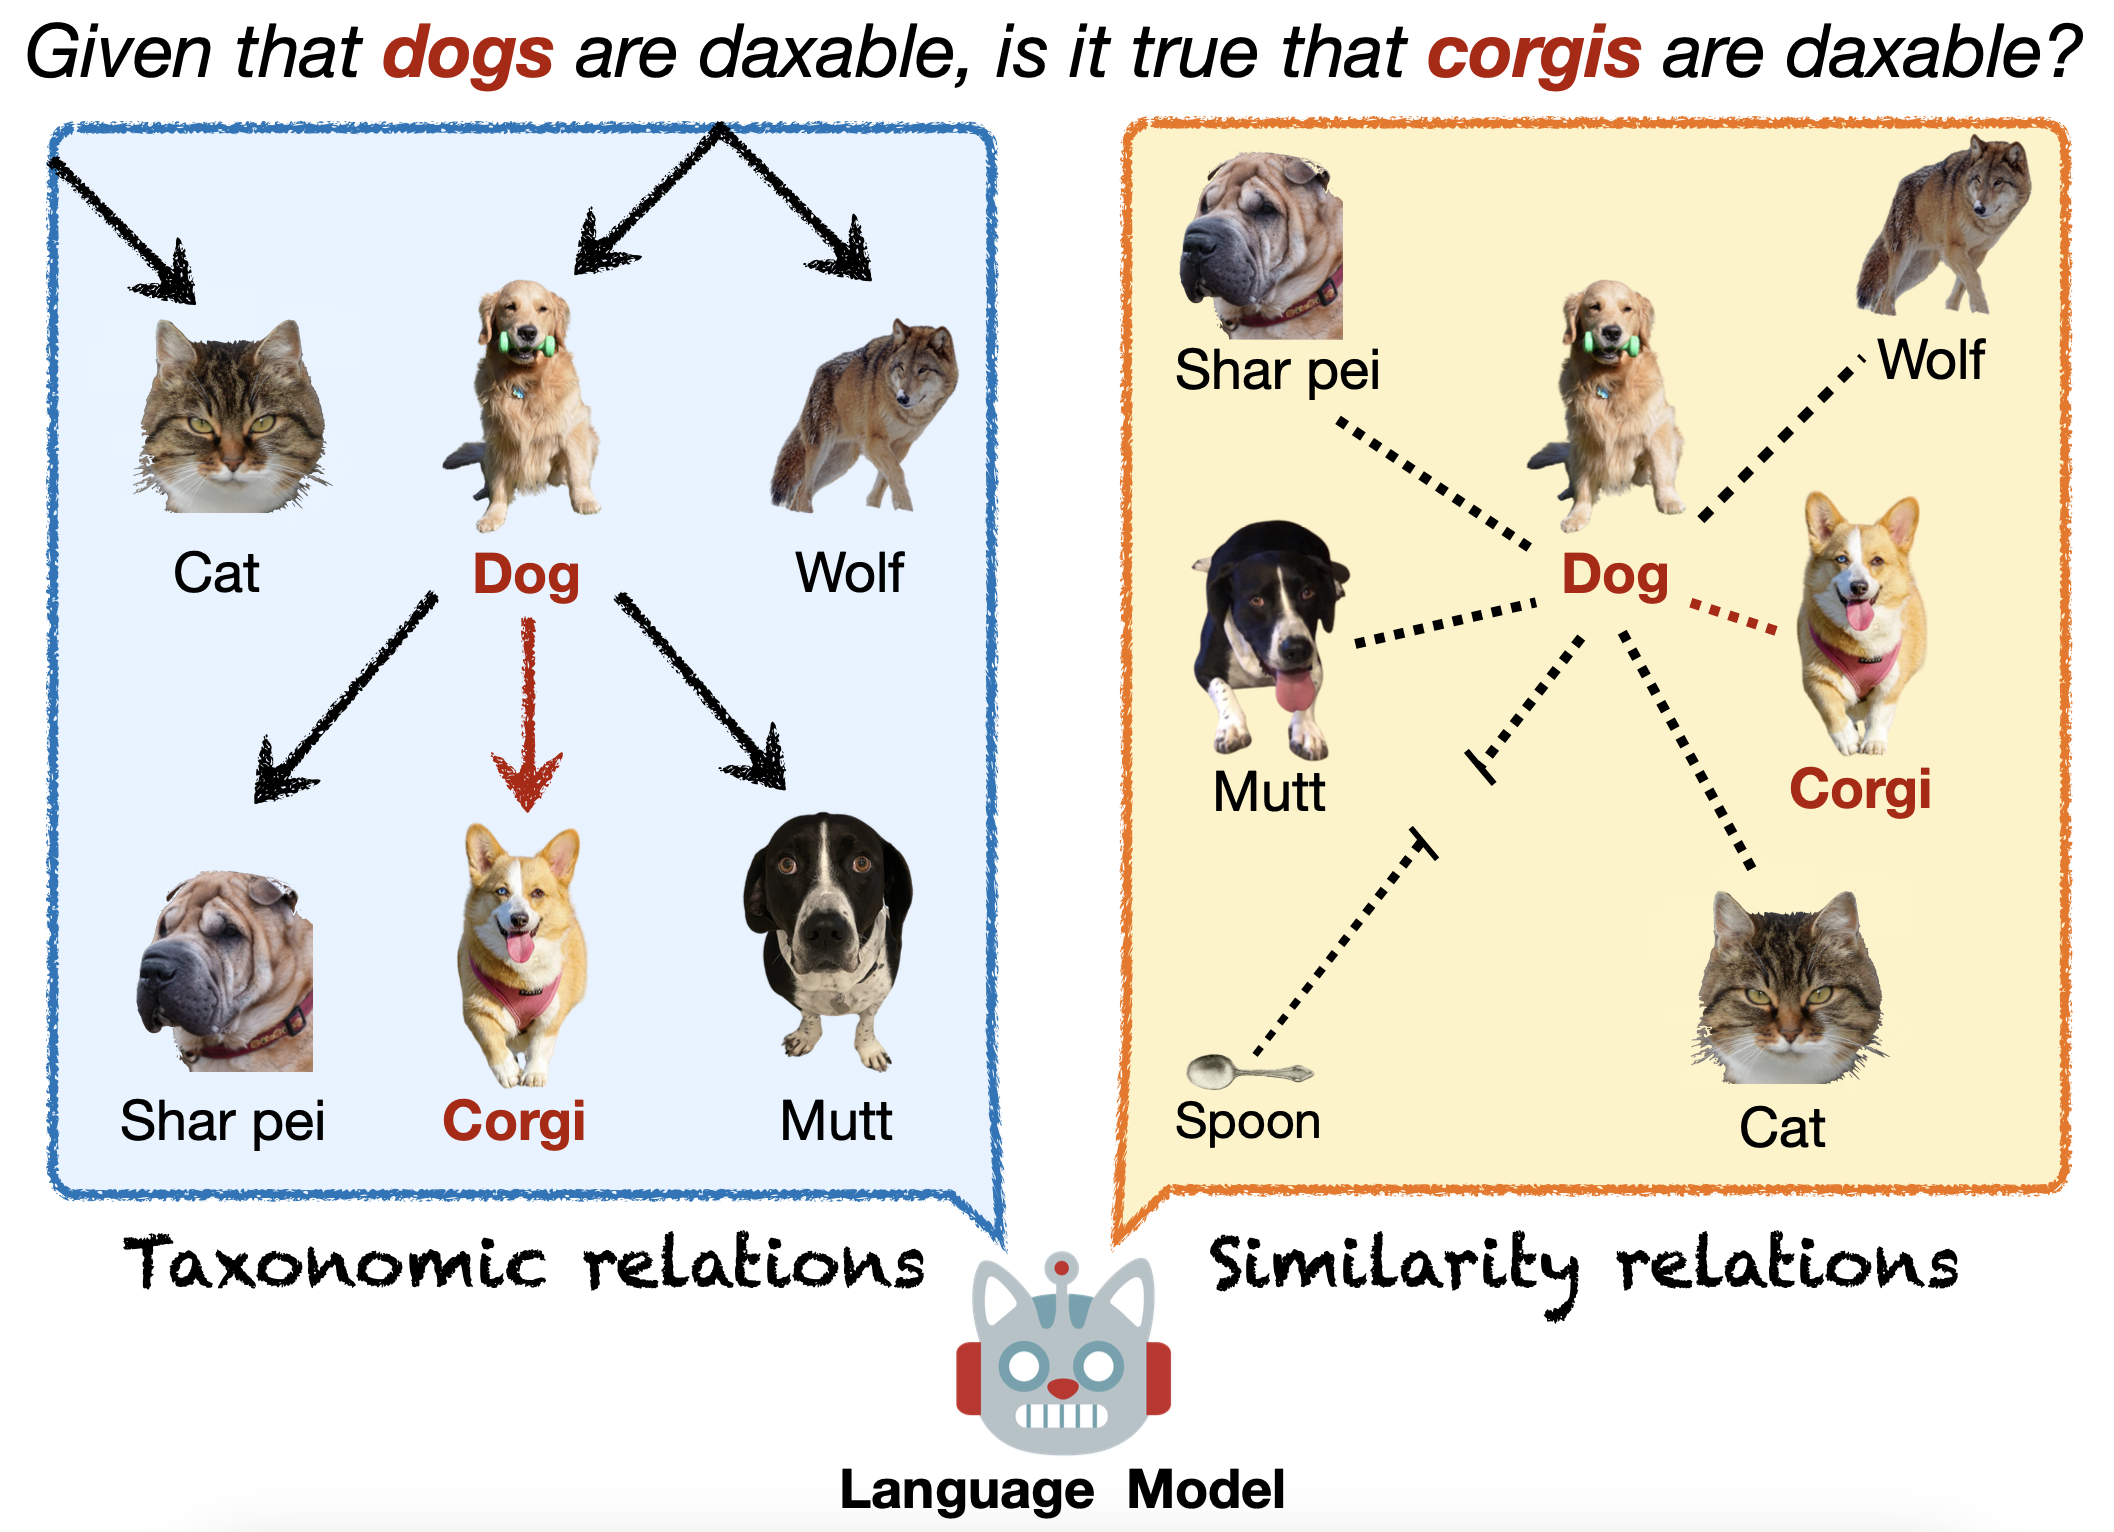 Given that dogs are daxable, is it true that corgis are daxable?
Cat
Dog
Wolf
Shar pei
Corgi
Mutt
Taxonomic relations
Shar pei
Wolf
Dog
Mutt
Corgi
Spoon
Cat
Similarity relations
Language Model